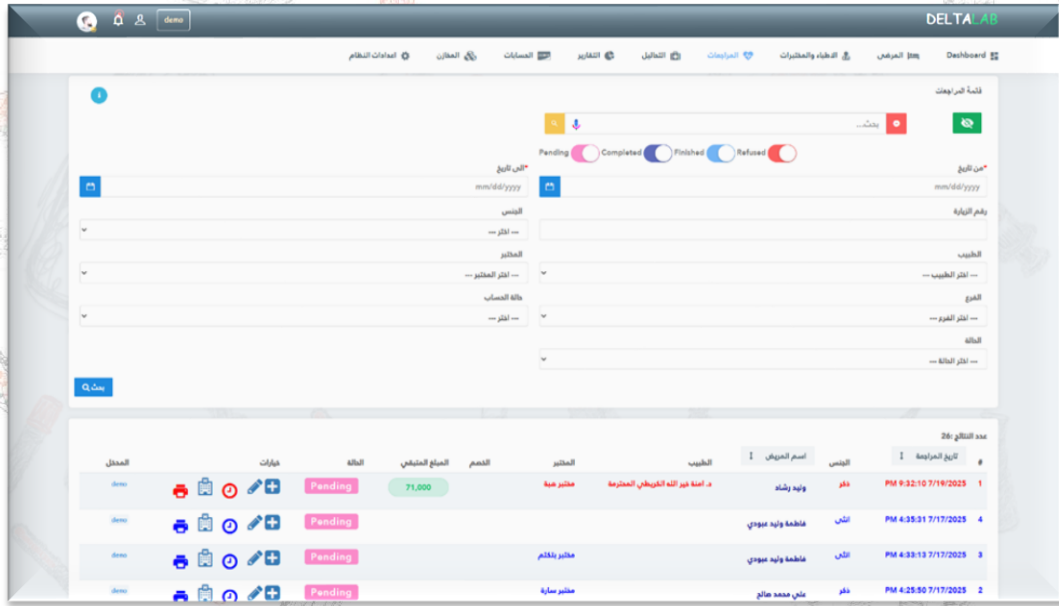 DELTALAB
demo
Dashboard المرضى الاطباء والمختبرات المراجعات التحاليل التقارير الحسابات المخازن اعدادات النظام
قائمة المراجعات
بحث...
Refused Finished Completed Pending
*من تاريخ *الى تاريخ
mm/dd/yyyy mm/dd/yyyy
رقم الزيارة الجنس
--- اختر ---
الطبيب المختبر
--- اختر الطبيب --- --- اختر المختبر ---
الفرع حالة الحساب
--- اختر الفرع --- --- اختر ---
الحالة
--- اختر الحالة ---
بحث
عدد النتائج :26
# تاريخ المراجعة الجنس اسم المريض الطبيب المختبر الخصم المبلغ المتبقي الحالة خيارات المدخل
1 PM 9:32:10 7/19/2025 ذكر وليد رشاد د. امنة خير الله القريطي المحترمة مختبر هبة 71,000 Pending demo
4 PM 4:35:31 7/17/2025 انثى فاطمة وليد عبودي Pending demo
3 PM 4:33:13 7/17/2025 انثى فاطمة وليد عبودي مختبر Pending demo
2 PM 4:25:50 7/17/2025 ذكر علي محمد صالح مختبر سارة Pending demo